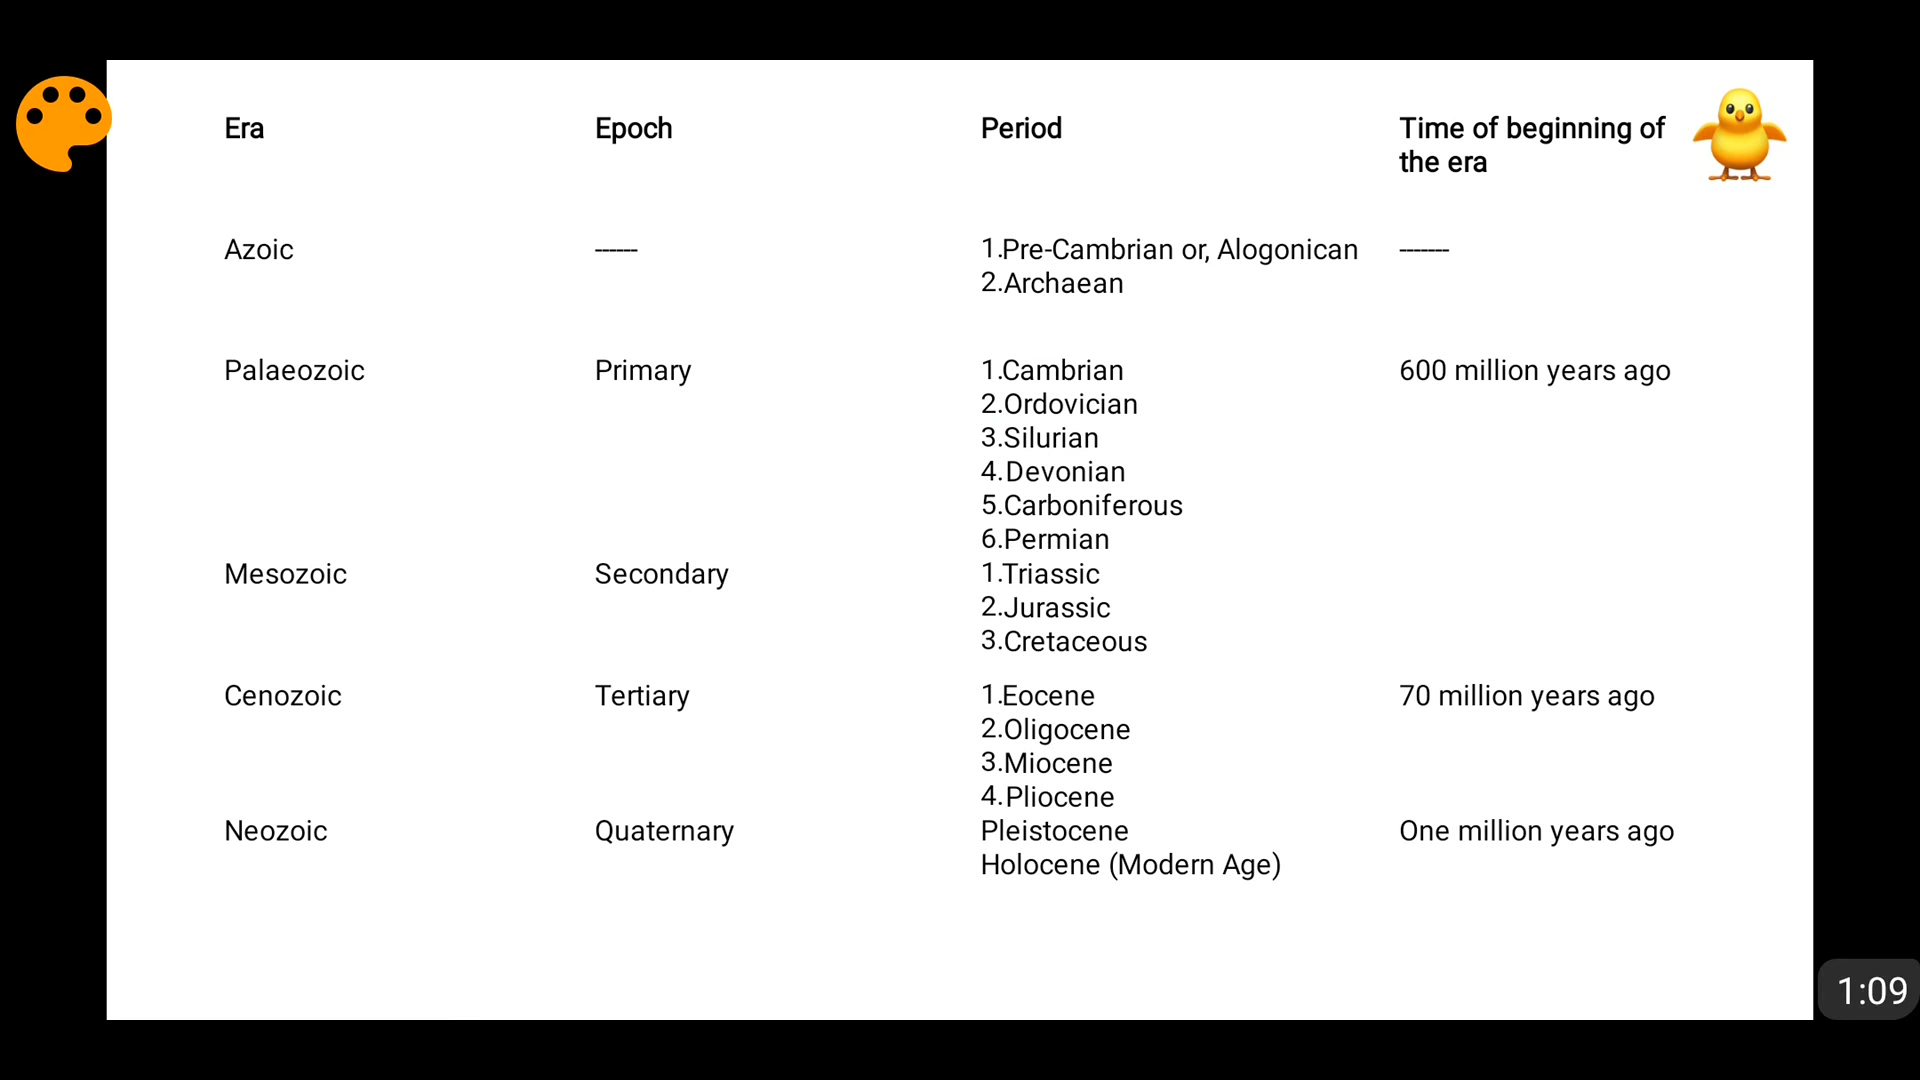 Era Epoch Period Time of beginning of
the era
Azoic ------ 1.Pre-Cambrian or, Alogonican -------
2.Archaean
Palaeozoic Primary 1.Cambrian 600 million years ago
2.Ordovician
3.Silurian
4.Devonian
5.Carboniferous
6.Permian
Mesozoic Secondary 1.Triassic
2.Jurassic
3.Cretaceous
Cenozoic Tertiary 1.Eocene 70 million years ago
2.Oligocene
3.Miocene
4.Pliocene
Neozoic Quaternary Pleistocene One million years ago
Holocene (Modern Age)
1:09